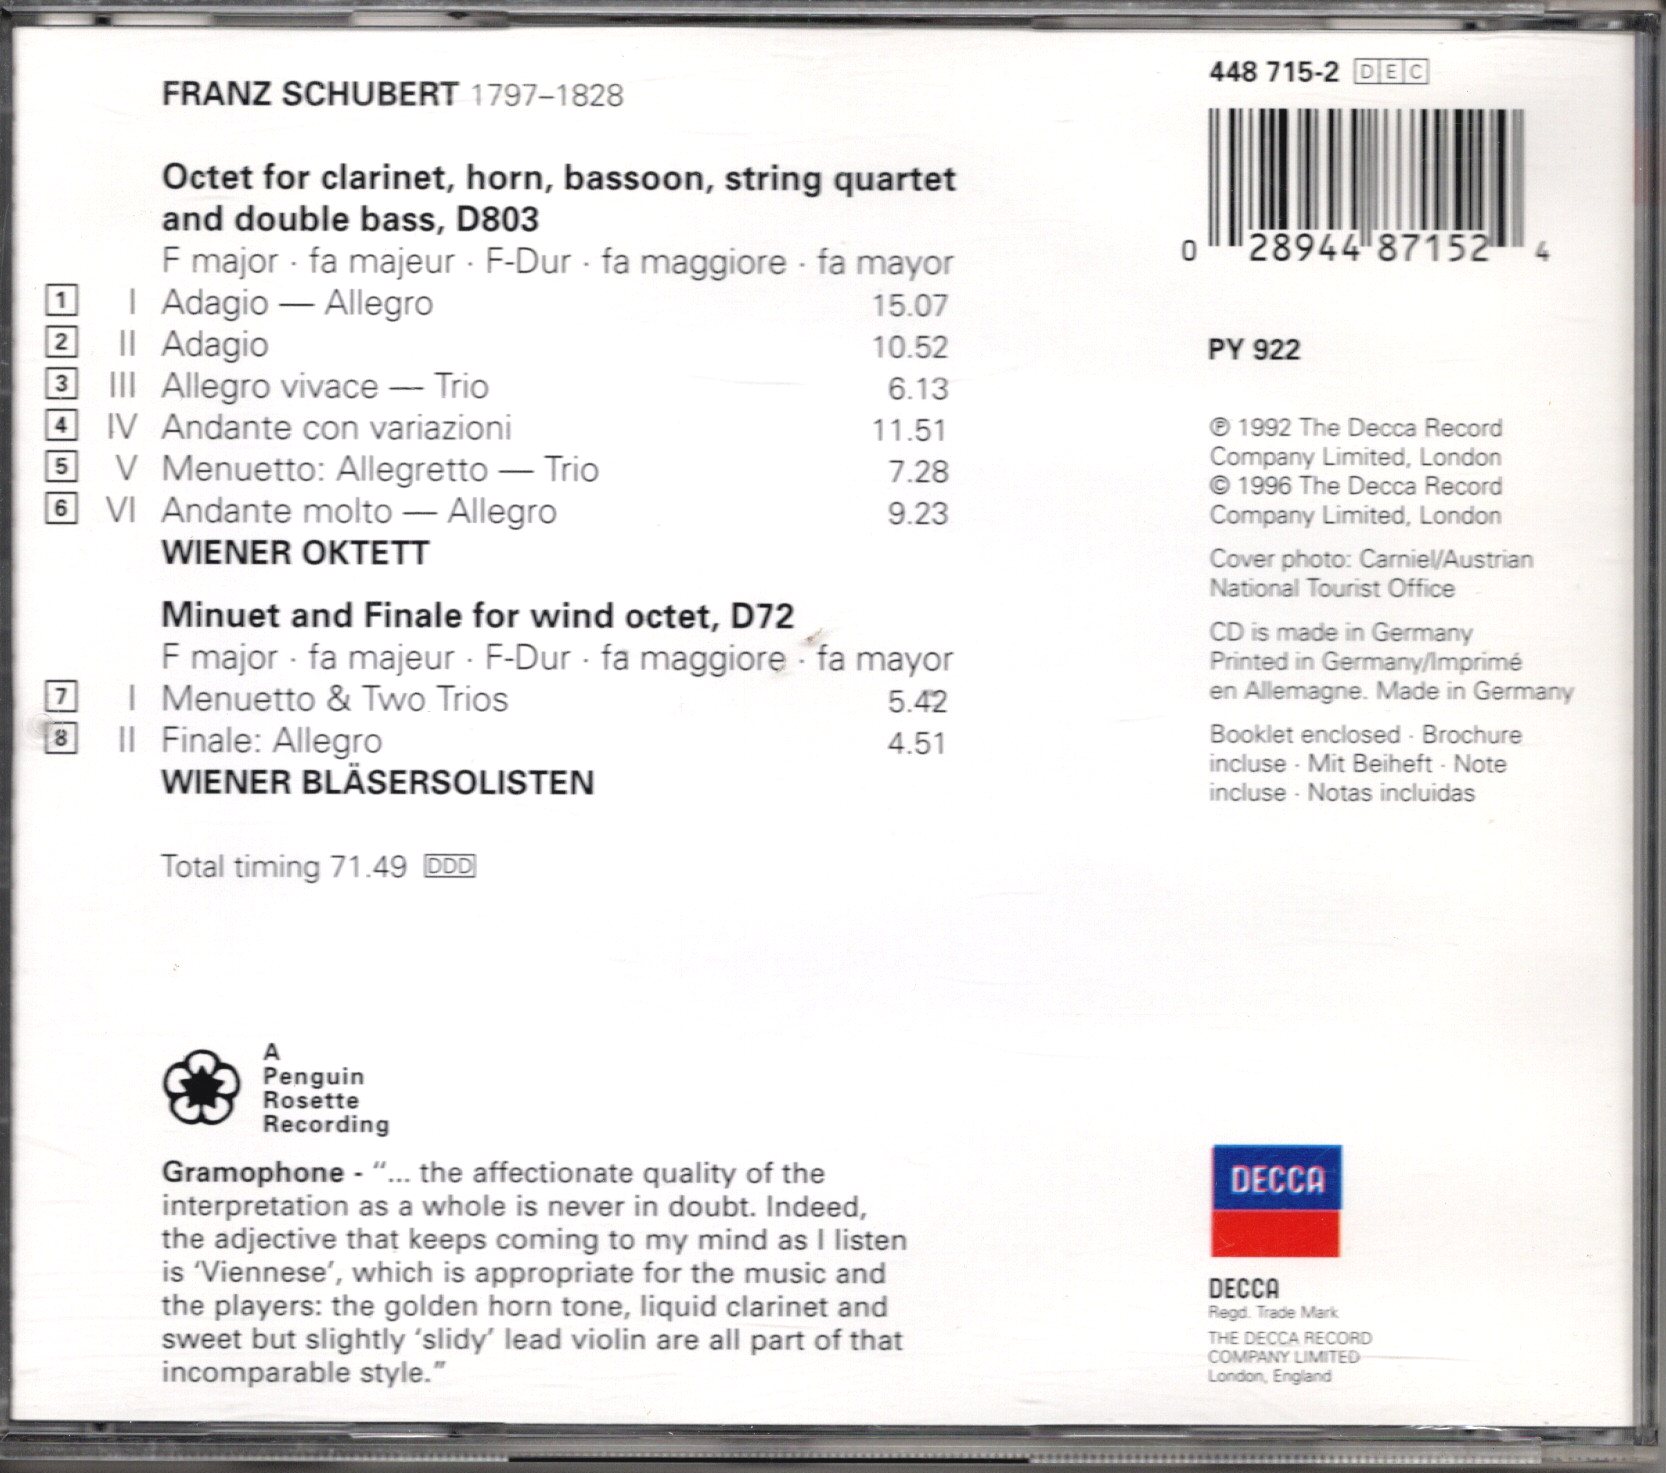 FRANZ SCHUBERT 1797–1828
Octet for clarinet, horn, bassoon, string quartet
and double bass, D803
F major · fa majeur · F-Dur · fa maggiore · fa mayor
1 I Adagio — Allegro 15.07
2 II Adagio 10.52
3 III Allegro vivace — Trio 6.13
4 IV Andante con variazioni 11.51
5 V Menuetto: Allegretto — Trio 7.28
6 VI Andante molto — Allegro 9.23
WIENER OKTETT
Minuet and Finale for wind octet, D72
F major · fa majeur · F-Dur · fa maggiore · fa mayor
7 I Menuetto & Two Trios 5.42
8 II Finale: Allegro 4.51
WIENER BLÄSERSOLISTEN
Total timing 71.49 DDD
A
Penguin
Rosette
Recording
Gramophone - “... the affectionate quality of the
interpretation as a whole is never in doubt. Indeed,
the adjective that keeps coming to my mind as I listen
is ‘Viennese’, which is appropriate for the music and
the players: the golden horn tone, liquid clarinet and
sweet but slightly ‘slidy’ lead violin are all part of that
incomparable style.”
448 715-2 DEC
0 28944 87152 4
PY 922
℗ 1992 The Decca Record
Company Limited, London
© 1996 The Decca Record
Company Limited, London
Cover photo: Carniel/Austrian
National Tourist Office
CD is made in Germany
Printed in Germany/Imprimé
en Allemagne. Made in Germany
Booklet enclosed · Brochure
incluse · Mit Beiheft · Note
incluse · Notas incluidas
DECCA
DECCA
Regd. Trade Mark
THE DECCA RECORD
COMPANY LIMITED
London, England